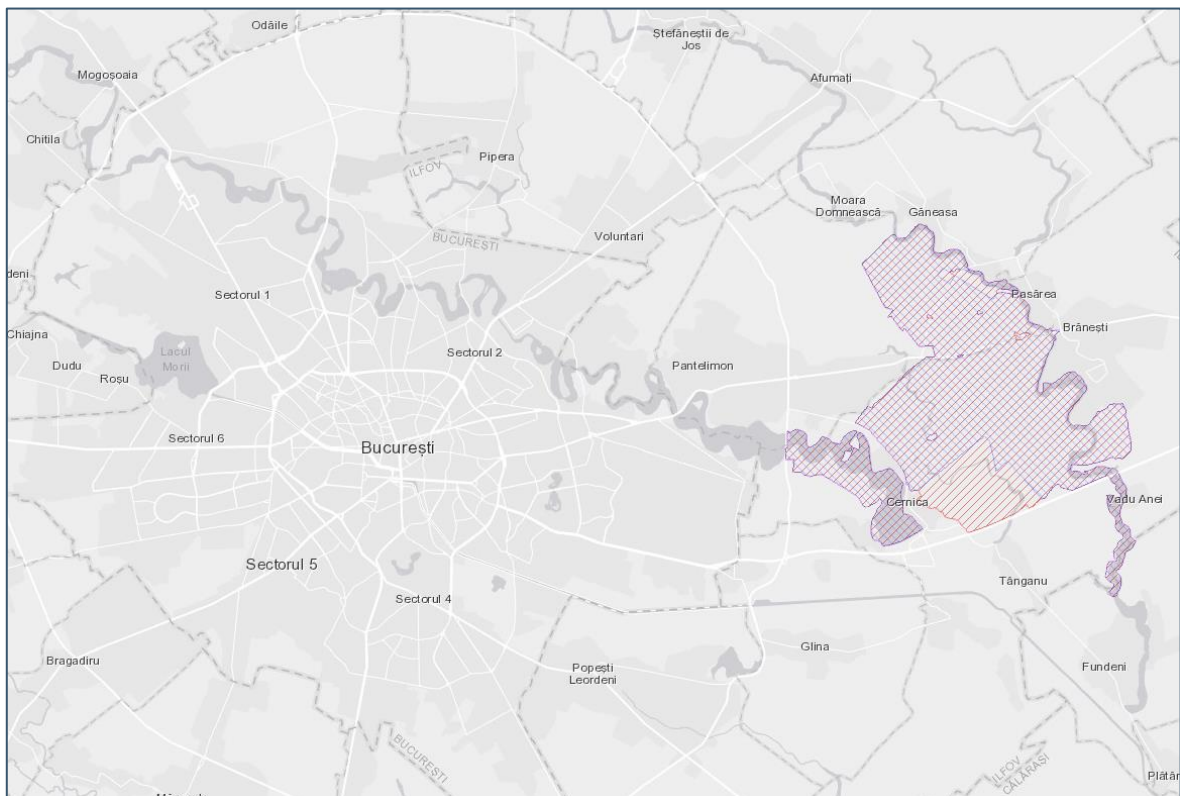 Odăile
Ștefăneștii de
Jos
Mogoșoaia
Afumați
Chitila
Pipera
ILFOV
Moara
Domnească
Găneasa
BUCUREȘTI
Voluntari
deni
Sectorul 1
Pasărea
Brănești
Chiajna
Lacul
Morii
Sectorul 2
Dudu
Pantelimon
Roșu
Sectorul 6
București
Cernica
Vadu Anei
Sectorul 5
Tânganu
Sectorul 4
Glina
Bragadiru
Popești
Leordeni
Fundeni
BUCUREȘTI
ILFOV
CĂLĂRAȘI
Plătăr